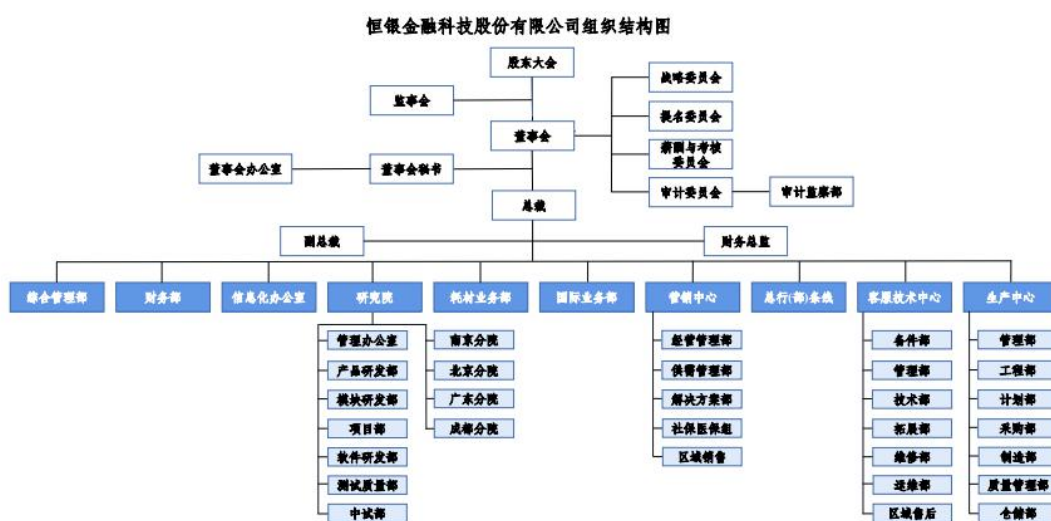 恒银金融科技股份有限公司组织结构图
股东大会
战略委员会
监事会
提名委员会
董事会
薪酬与考核
委员会
董事会办公室
董事会秘书
审计委员会
审计监察部
总裁
副总裁
财务总监
综合管理部
财务部
信息化办公室
研究院
耗材业务部
国际业务部
营销中心
总行(部)条线
客服技术中心
生产中心
管理办公室
南京分院
经营管理部
备件部
管理部
产品研发部
北京分院
供需管理部
管理部
工程部
模块研发部
广东分院
解决方案部
技术部
计划部
项目部
成都分院
社保医保组
拓展部
采购部
软件研发部
区域销售
维修部
制造部
测试质量部
运维部
质量管理部
中试部
区域售后
仓储部